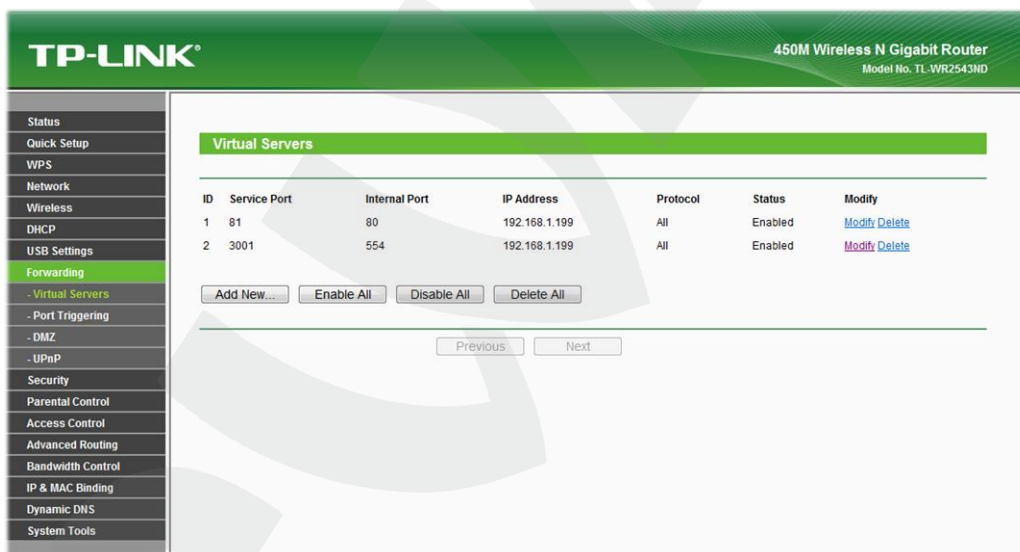 TP-LINK®
450M Wireless N Gigabit Router
Model No. TL-WR2543ND
Status
Quick Setup
WPS
Network
Wireless
DHCP
USB Settings
Forwarding
- Virtual Servers
- Port Triggering
- DMZ
- UPnP
Security
Parental Control
Access Control
Advanced Routing
Bandwidth Control
IP & MAC Binding
Dynamic DNS
System Tools
Virtual Servers
ID Service Port Internal Port IP Address Protocol Status Modify
1 81 80 192.168.1.199 All Enabled Modify Delete
2 3001 554 192.168.1.199 All Enabled Modify Delete
Add New... Enable All Disable All Delete All
Previous Next